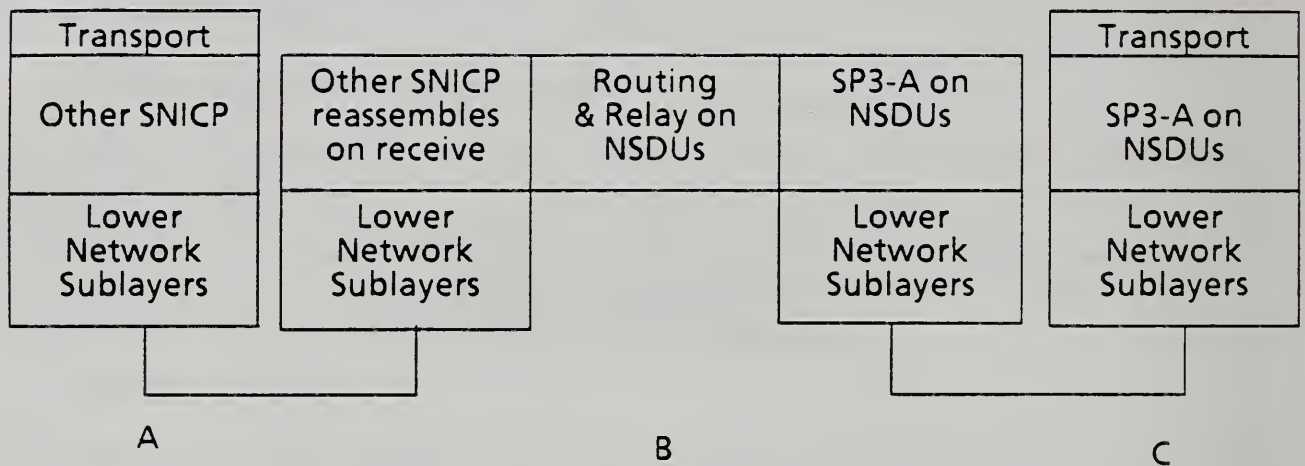 Transport
Other SNICP
Lower
Network
Sublayers
Other SNICP
reassembles
on receive
Lower
Network
Sublayers
Routing
& Relay on
NSDUs
SP3-A on
NSDUs
Lower
Network
Sublayers
Transport
SP3-A on
NSDUs
Lower
Network
Sublayers
A
B
C